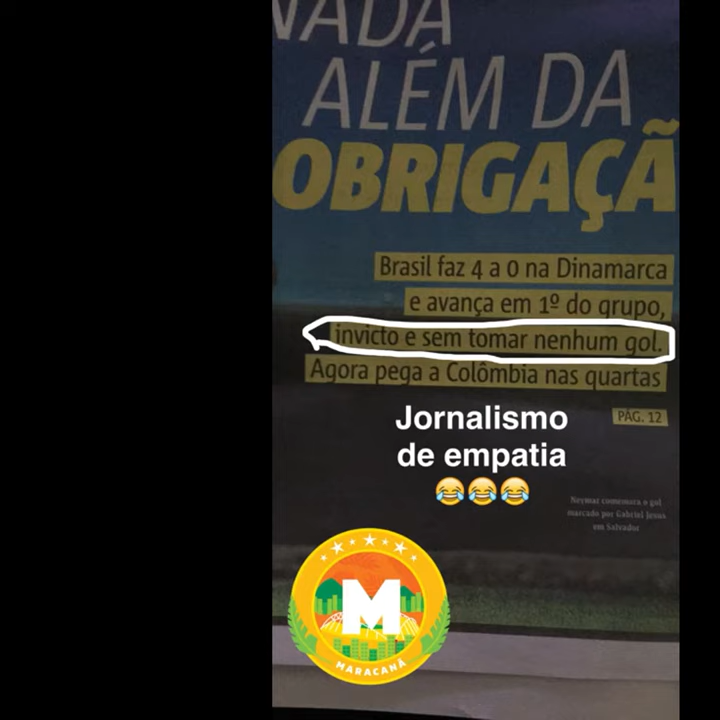 NADA
ALÉM DA
OBRIGAÇÃ
Brasil faz 4 a 0 na Dinamarca
e avança em 1º do grupo,
invicto e sem tomar nenhum gol.
Agora pega a Colômbia nas quartas
PÁG. 12
Jornalismo
de empatia
😂😂😂
Neymar comemora o gol
marcado por Gabriel Jesus
em Salvador
M
MARACANÃ